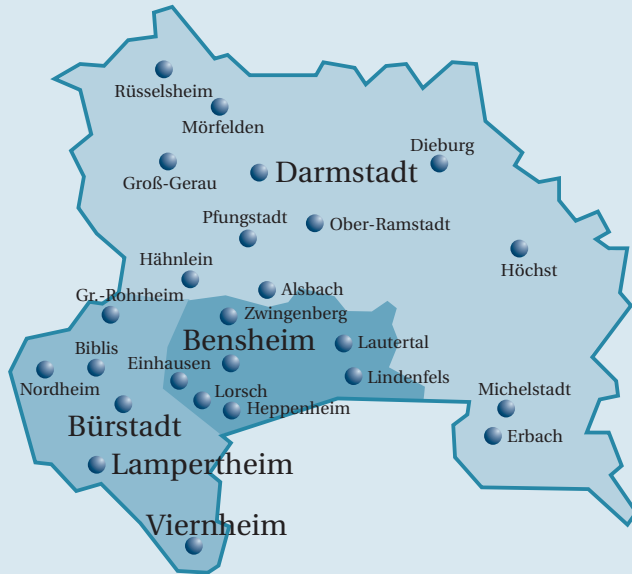 Rüsselsheim
Mörfelden
Dieburg
Groß-Gerau
Darmstadt
Pfungstadt
Ober-Ramstadt
Höchst
Hähnlein
Gr.-Rohrheim
Alsbach
Zwingenberg
Bensheim
Lautertal
Biblis
Einhausen
Nordheim
Lindenfels
Lorsch
Heppenheim
Michelstadt
Bürstadt
Erbach
Lampertheim
Viernheim